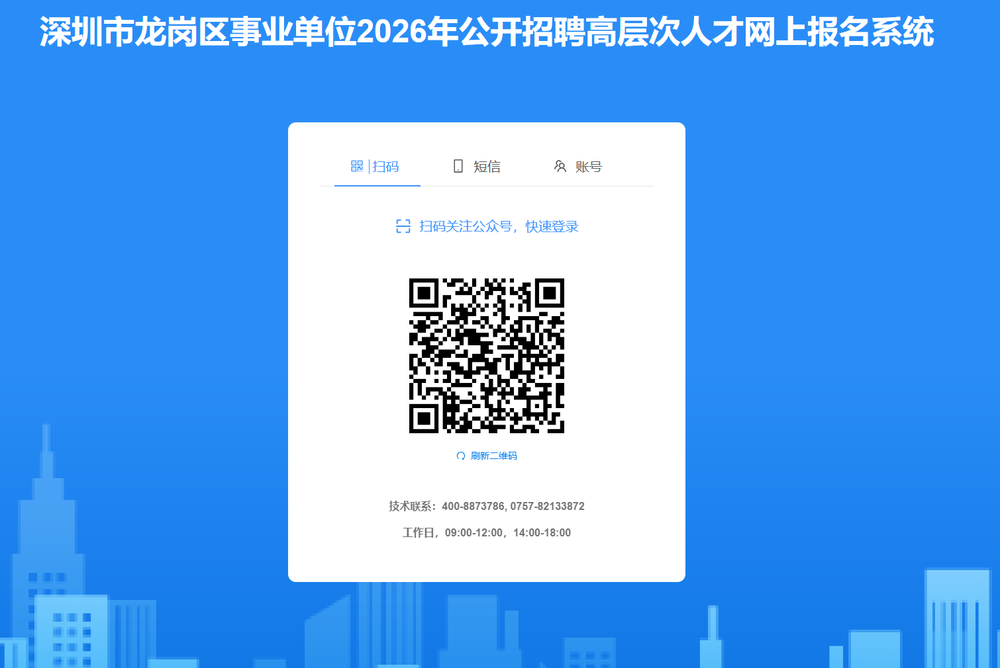 深圳市龙岗区事业单位2026年公开招聘高层次人才网上报名系统
扫码 短信 账号
扫码关注公众号，快速登录
刷新二维码
技术联系：400-8873786, 0757-82133872
工作日，09:00-12:00，14:00-18:00